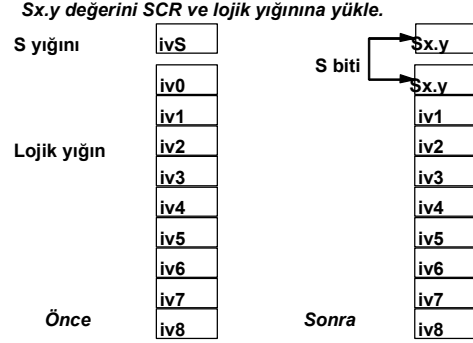 Sx.y değerini SCR ve lojik yığınına yükle.
S yığını ivS Sx.y
S biti
iv0 Sx.y
iv1 iv1
iv2 iv2
Lojik yığın
iv3 iv3
iv4 iv4
iv5 iv5
iv6 iv6
iv7 iv7
Önce Sonra
iv8 iv8